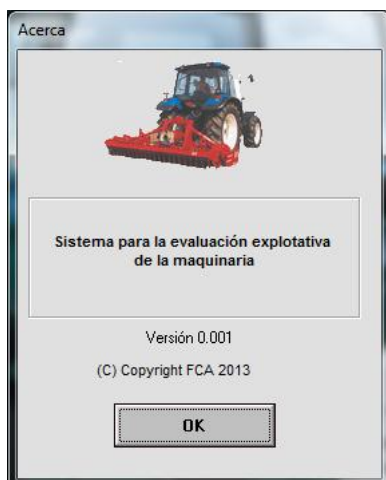 Acerca
Sistema para la evaluación explotativa
de la maquinaria
Versión 0.001
(C) Copyright FCA 2013
OK